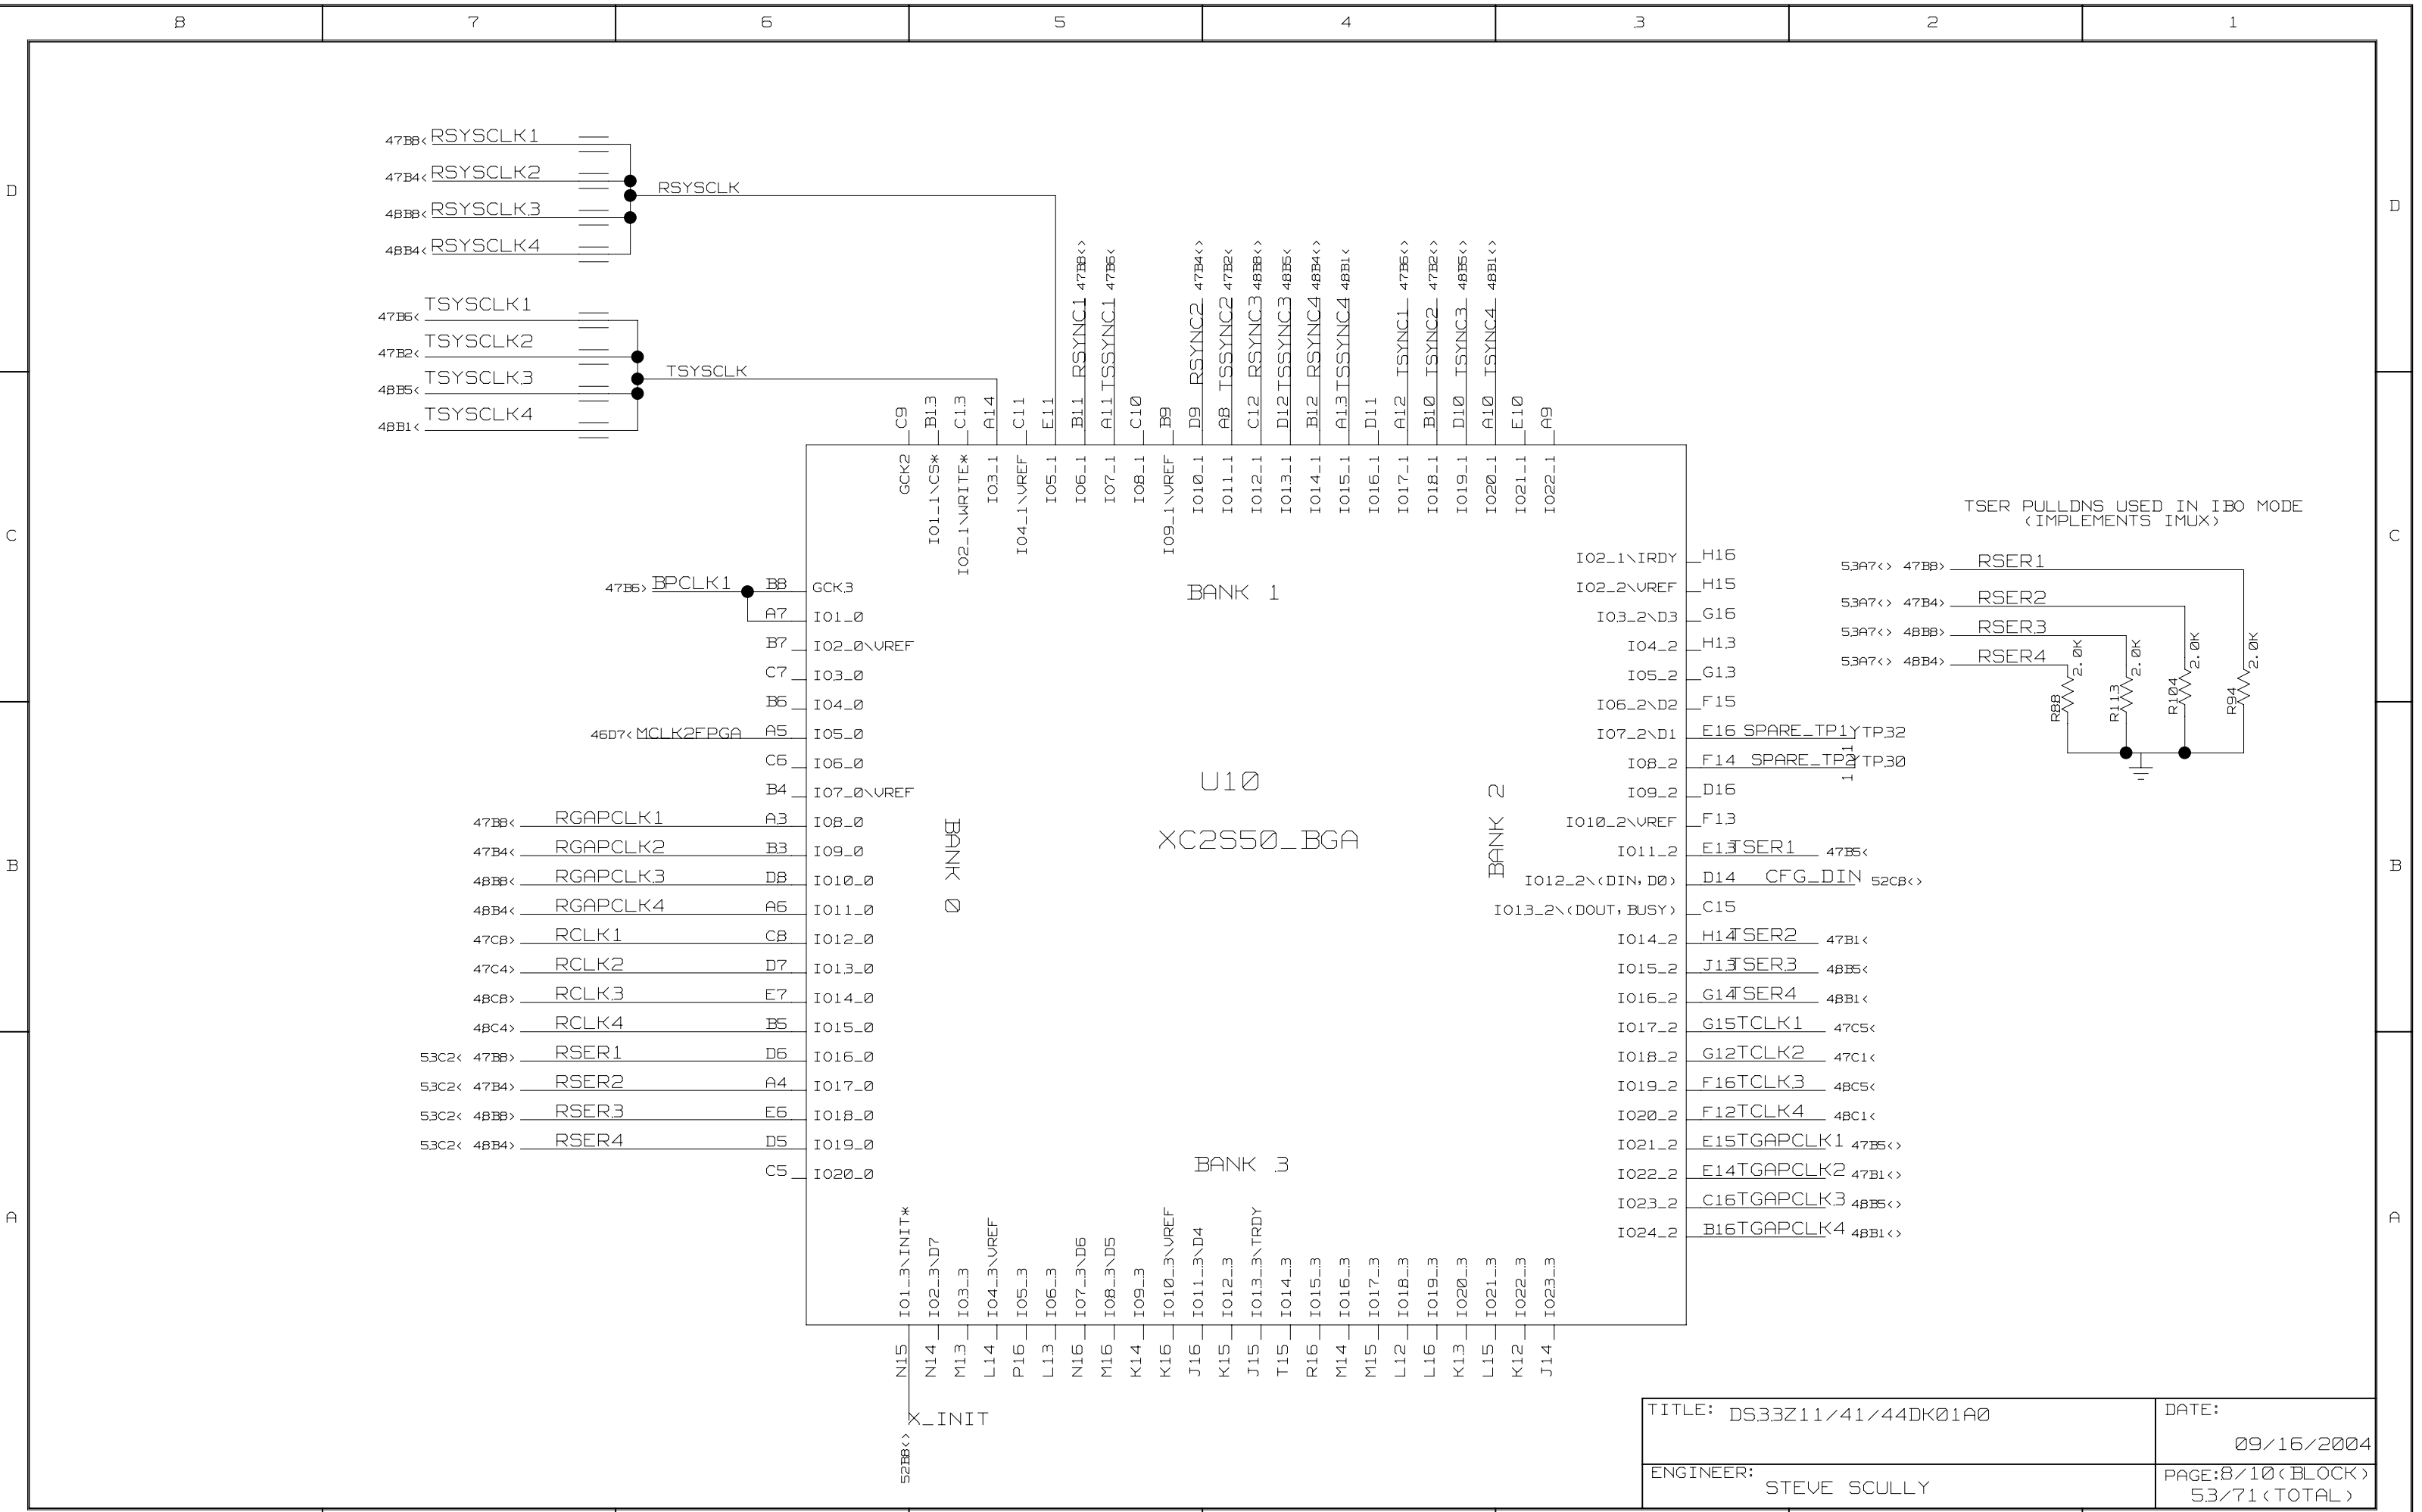 8 7 6 5 4 3 2 1
D
D
C
C
B
B
A
A
47B8< RSYSCLK1
47B4< RSYSCLK2
48B8< RSYSCLK3
48B4< RSYSCLK4
RSYSCLK
47B6< TSYSCLK1
47B2< TSYSCLK2
48B5< TSYSCLK3
48B1< TSYSCLK4
TSYSCLK
C9 GCK2
B13 IO1_1\CS*
C13 IO2_1\WRITE*
A14 IO3_1
C11 IO4_1\VREF
E11 IO5_1
47B8<> RSYNC1 B11 IO6_1
47B6< TSSYNC1 A11 IO7_1
C10 IO8_1
B9 IO9_1\VREF
47B4<> RSYNC2 D9 IO10_1
47B2< TSSYNC2 A8 IO11_1
48B8<> RSYNC3 C12 IO12_1
48B5< TSSYNC3 D12 IO13_1
48B4<> RSYNC4 B12 IO14_1
48B1< TSSYNC4 A13 IO15_1
D11 IO16_1
47B6<> TSYNC1 A12 IO17_1
47B2<> TSYNC2 B10 IO18_1
48B5<> TSYNC3 D10 IO19_1
48B1<> TSYNC4 A10 IO20_1
E10 IO21_1
A9 IO22_1
BANK 1
47B6> BPCLK1 B8 GCK3
A7 IO1_0
B7 IO2_0\VREF
C7 IO3_0
B6 IO4_0
46D7< MCLK2FPGA A5 IO5_0
C6 IO6_0
B4 IO7_0\VREF
47B8< RGAPCLK1 A3 IO8_0
47B4< RGAPCLK2 B3 IO9_0
48B8< RGAPCLK3 D8 IO10_0
48B4< RGAPCLK4 A6 IO11_0
47C8> RCLK1 C8 IO12_0
47C4> RCLK2 D7 IO13_0
48C8> RCLK3 E7 IO14_0
48C4> RCLK4 B5 IO15_0
53C2< 47B8> RSER1 D6 IO16_0
53C2< 47B4> RSER2 A4 IO17_0
53C2< 48B8> RSER3 E6 IO18_0
53C2< 48B4> RSER4 D5 IO19_0
C5 IO20_0
BANK 0
U10
XC2S50_BGA
BANK 2
IO2_1\IRDY H16
IO2_2\VREF H15
IO3_2\D3 G16
IO4_2 H13
IO5_2 G13
IO6_2\D2 F15
IO7_2\D1 E16 SPARE_TP1 1 TP32
IO8_2 F14 SPARE_TP2 1 TP30
IO9_2 D16
IO10_2\VREF F13
IO11_2 E13 TSER1 47B5<
IO12_2\(DIN,D0) D14 CFG_DIN 52C8<>
IO13_2\(DOUT,BUSY) C15
IO14_2 H14 TSER2 47B1<
IO15_2 J13 TSER3 48B5<
IO16_2 G14 TSER4 48B1<
IO17_2 G15 TCLK1 47C5<
IO18_2 G12 TCLK2 47C1<
IO19_2 F16 TCLK3 48C5<
IO20_2 F12 TCLK4 48C1<
IO21_2 E15 TGAPCLK1 47B5<>
IO22_2 E14 TGAPCLK2 47B1<>
IO23_2 C16 TGAPCLK3 48B5<>
IO24_2 B16 TGAPCLK4 48B1<>
TSER PULLDNS USED IN IBO MODE
(IMPLEMENTS IMUX)
53A7<> 47B8> RSER1
53A7<> 47B4> RSER2
53A7<> 48B8> RSER3
53A7<> 48B4> RSER4
R88 2.0K
R113 2.0K
R104 2.0K
R94 2.0K
BANK 3
IO1_3\INIT* N15
IO2_3\D7 N14
IO3_3 M13
IO4_3\VREF L14
IO5_3 P16
IO6_3 L13
IO7_3\D6 N16
IO8_3\D5 M16
IO9_3 K14
IO10_3\VREF K16
IO11_3\D4 J16
IO12_3 K15
IO13_3\TRDY J15
IO14_3 T15
IO15_3 R16
IO16_3 M14
IO17_3 M15
IO18_3 L12
IO19_3 L16
IO20_3 K13
IO21_3 L15
IO22_3 K12
IO23_3 J14
X_INIT
52B8<>
TITLE: DS33Z11/41/44DK01A0
DATE:
09/16/2004
ENGINEER:
STEVE SCULLY
PAGE:8/10(BLOCK)
53/71(TOTAL)